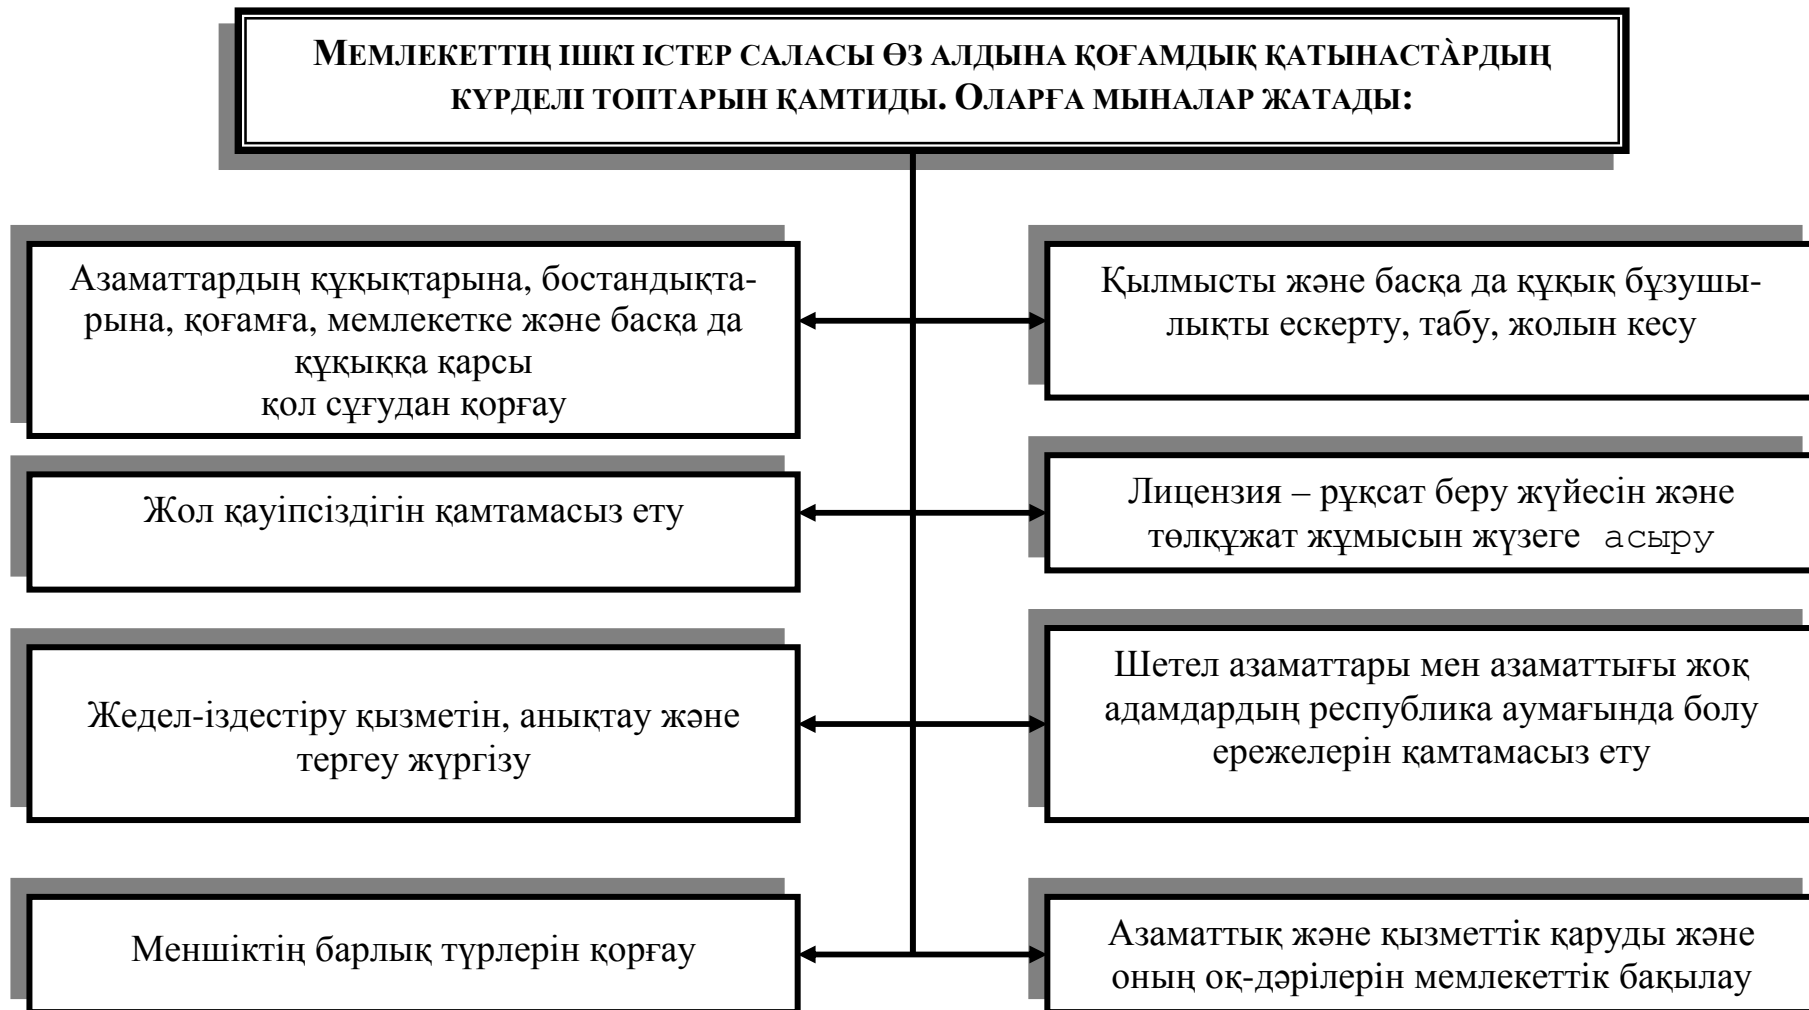 МЕМЛЕКЕТТІҢ ІШКІ ІСТЕР САЛАСЫ ӨЗ АЛДЫНА ҚОҒАМДЫҚ ҚАТЫНАСТÀРДЫҢ
КҮРДЕЛІ ТОПТАРЫН ҚАМТИДЫ. ОЛАРҒА МЫНАЛАР ЖАТАДЫ:
Азаматтардың құқықтарына, бостандықта-
рына, қоғамға, мемлекетке және басқа да
құқыққа қарсы
қол сұғудан қорғау
Қылмысты және басқа да құқық бұзушы-
лықты ескерту, табу, жолын кесу
Жол қауіпсіздігін қамтамасыз ету
Лицензия – рұқсат беру жүйесін және
төлқұжат жұмысын жүзеге асыру
Жедел-іздестіру қызметін, анықтау және
тергеу жүргізу
Шетел азаматтары мен азаматтығы жоқ
адамдардың республика аумағында болу
ережелерін қамтамасыз ету
Меншіктің барлық түрлерін қорғау
Азаматтық және қызметтік қаруды және
оның оқ-дәрілерін мемлекеттік бақылау